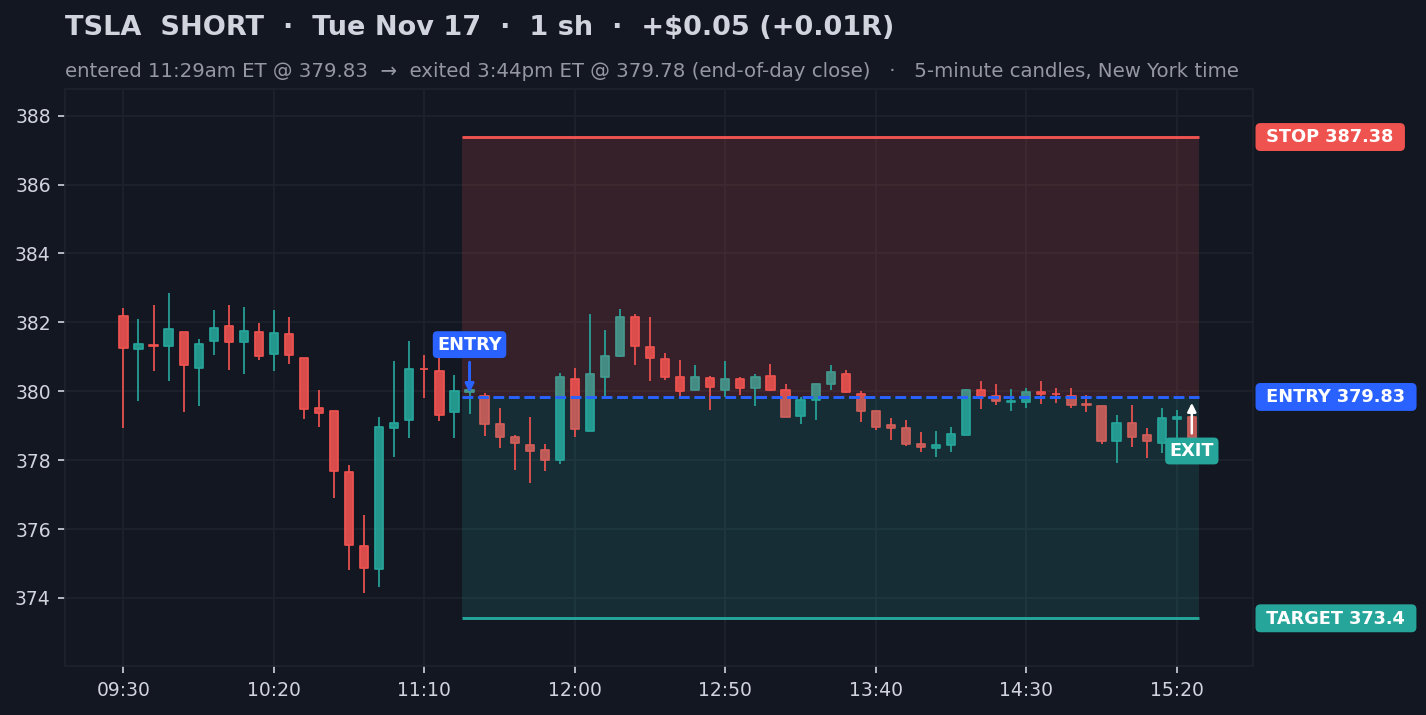 TSLA  SHORT  ·  Tue Nov 17  ·  1 sh  ·  +$0.05 (+0.01R)
entered 11:29am ET @ 379.83  →  exited 3:44pm ET @ 379.78 (end-of-day close)   ·   5-minute candles, New York time
388
STOP 387.38
386
384
382
ENTRY
380
ENTRY 379.83
EXIT
378
376
374
TARGET 373.4
09:30 10:20 11:10 12:00 12:50 13:40 14:30 15:20